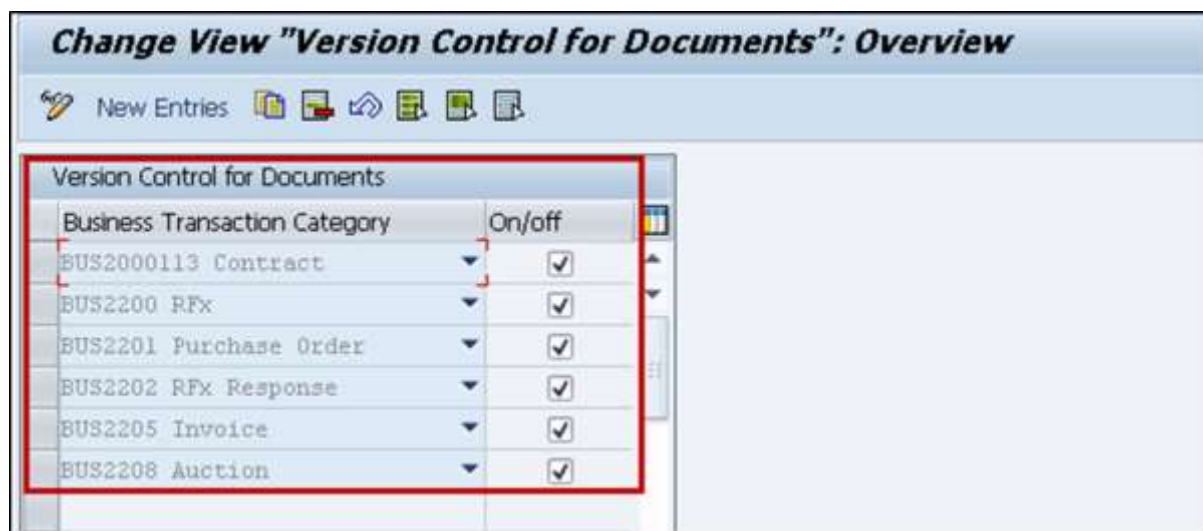 Change View "Version Control for Documents": Overview
New Entries
Version Control for Documents
Business Transaction Category On/off
BUS2000113 Contract
BUS2200 RFx
BUS2201 Purchase Order
BUS2202 RFx Response
BUS2205 Invoice
BUS2208 Auction